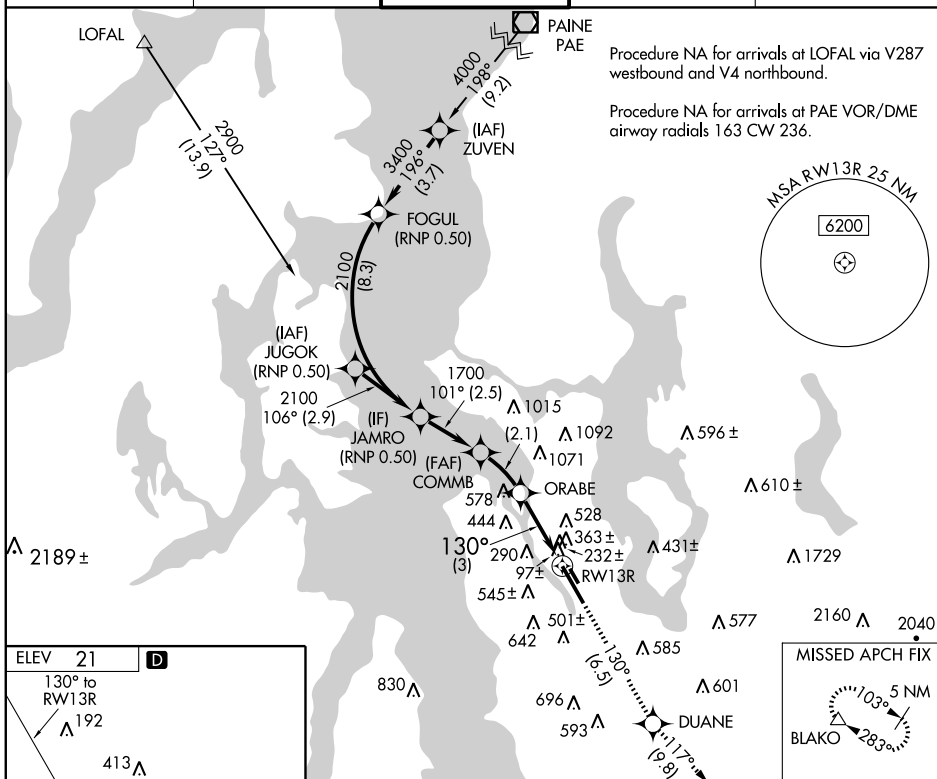 LOFAL
PAINE
PAE
Procedure NA for arrivals at LOFAL via V287
westbound and V4 northbound.
Procedure NA for arrivals at PAE VOR/DME
airway radials 163 CW 236.
4000
198°
(9.2)
(IAF)
ZUVEN
2900
127°
(13.9)
3400
196°
(3.7)
MSA RW13R 25 NM
6200
FOGUL
(RNP 0.50)
2100
(8.3)
(IAF)
JUGOK
(RNP 0.50)
2100
106° (2.9)
1700
101° (2.5)
(IF)
JAMRO
(RNP 0.50)
(FAF)
COMMB
(2.1)
1015
1092
1071
596±
578
ORABE
610±
444
528
130°
(3)
290
363±
232±
97±
RW13R
431±
1729
2189±
545±
501±
642
577
2160
2040
585
130°
(6.5)
601
830
696
593
DUANE
117°
(9.8)
ELEV 21 D
130° to
RW13R
192
413
MISSED APCH FIX
5 NM
103°
283°
BLAKO